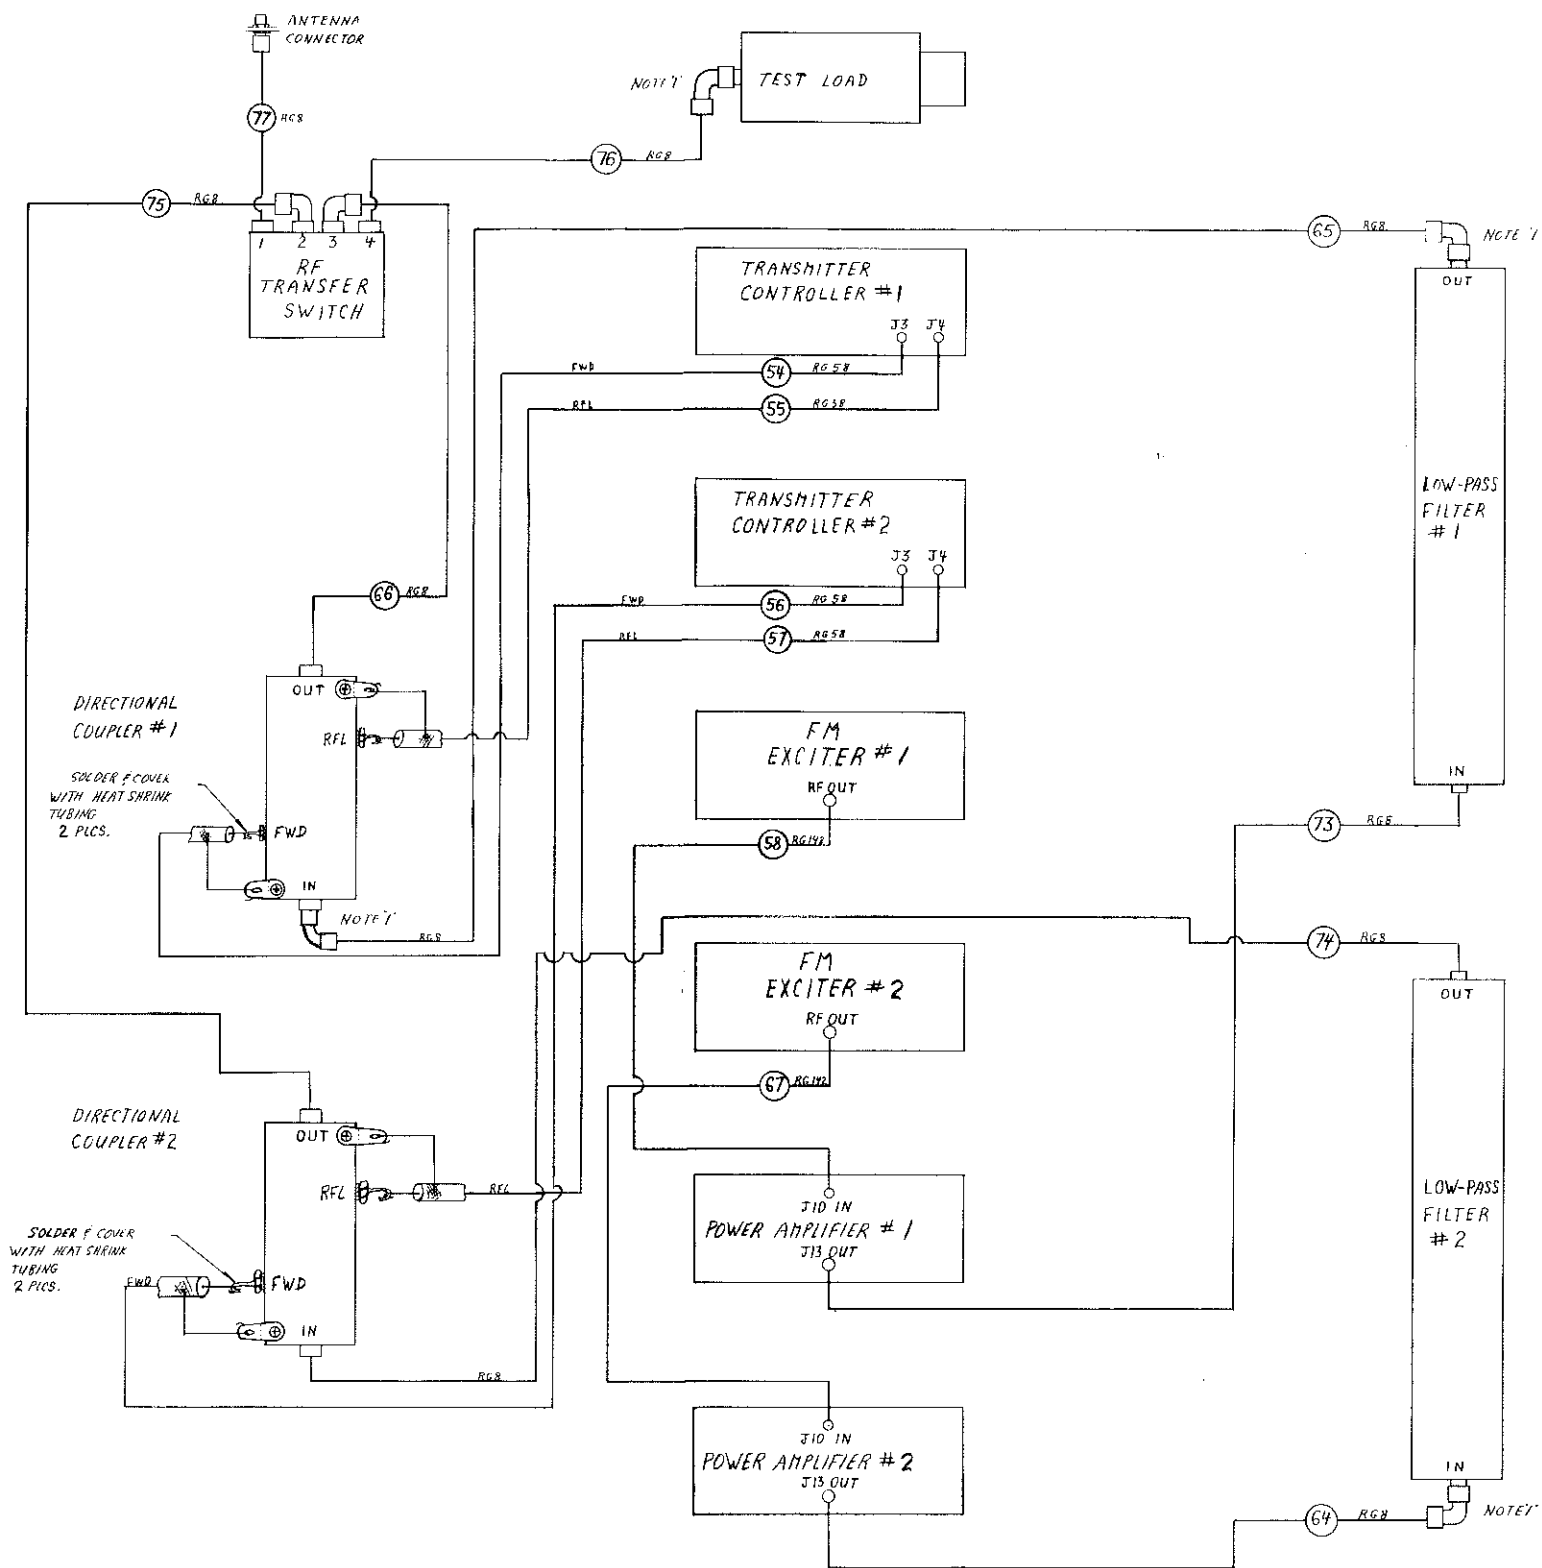 ANTENNA
CONNECTOR
77 RG8
NOTE 1
TEST LOAD
76 RG8
75 RG8
1 2 3 4
RF
TRANSFER
SWITCH
65 RG8
NOTE 1
OUT
LOW-PASS
FILTER
#1
IN
TRANSMITTER
CONTROLLER #1
J3 J4
FWD 54 RG58
RFL 55 RG58
TRANSMITTER
CONTROLLER #2
J3 J4
FWD 56 RG58
RFL 57 RG58
66 RG8
DIRECTIONAL
COUPLER #1
OUT
RFL
SOLDER & COVER
WITH HEAT SHRINK
TUBING
2 PLCS.
FWD
IN
NOTE 1
RG8
FM
EXCITER #1
RF OUT
58 RG142
73 RG8
74 RG8
FM
EXCITER #2
RF OUT
67 RG142
OUT
LOW-PASS
FILTER
#2
IN
DIRECTIONAL
COUPLER #2
OUT
RFL
RFL
SOLDER & COVER
WITH HEAT SHRINK
TUBING
2 PLCS.
FWD
FWD
IN
RG8
J10 IN
POWER AMPLIFIER #1
J13 OUT
J10 IN
POWER AMPLIFIER #2
J13 OUT
64 RG8
NOTE 1